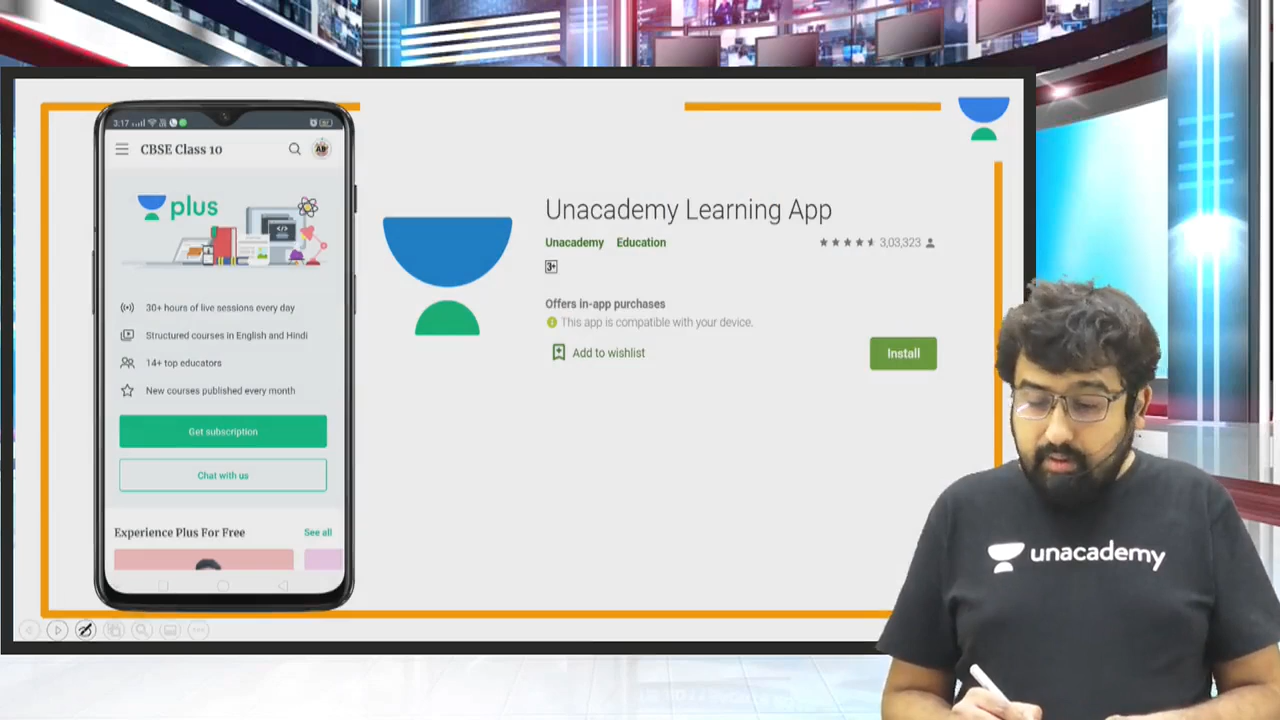 3:17
CBSE Class 10
AB
plus
30+ hours of live sessions every day
Structured courses in English and Hindi
14+ top educators
New courses published every month
Get subscription
Chat with us
Experience Plus For Free
See all
Unacademy Learning App
Unacademy Education
3,03,323
3+
Offers in-app purchases
This app is compatible with your device.
Add to wishlist
Install
unacademy